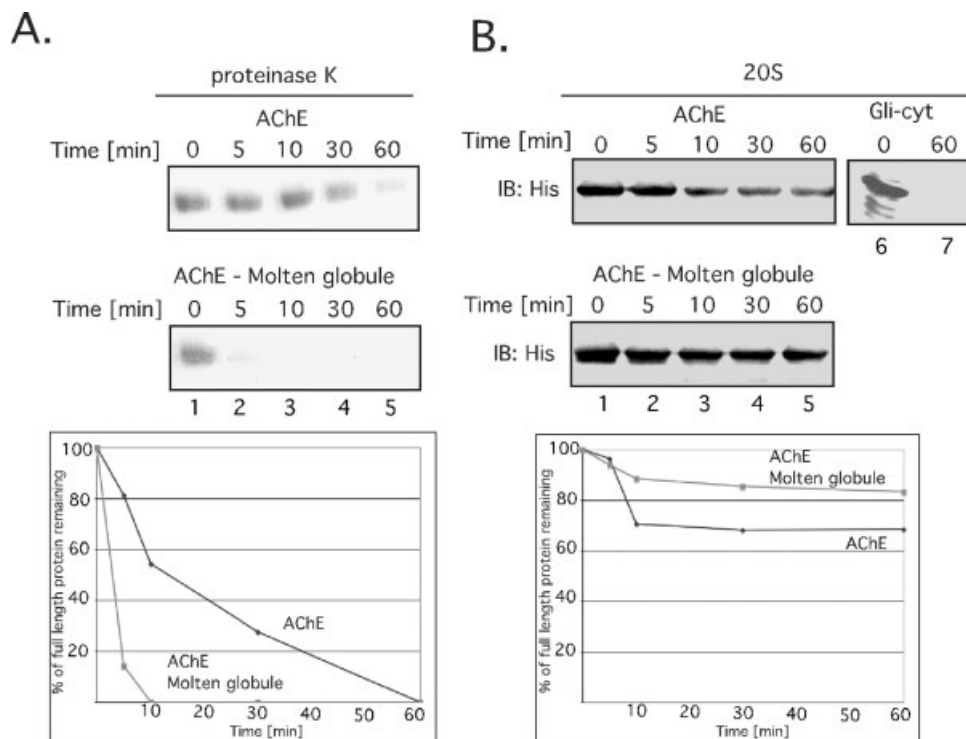 A.
proteinase K
AChE
Time [min] 0 5 10 30 60
AChE - Molten globule
Time [min] 0 5 10 30 60
1 2 3 4 5
% of full length protein remaining
100
80
60
40
20
AChE
AChE
Molten globule
10 20 30 40 50 60
Time [min]
B.
20S
AChE
Gli-cyt
Time [min] 0 5 10 30 60 0 60
IB: His
6 7
AChE - Molten globule
Time [min] 0 5 10 30 60
IB: His
1 2 3 4 5
% of full length protein remaining
100
80
60
40
20
AChE
Molten globule
AChE
10 20 30 40 50 60
Time [min]